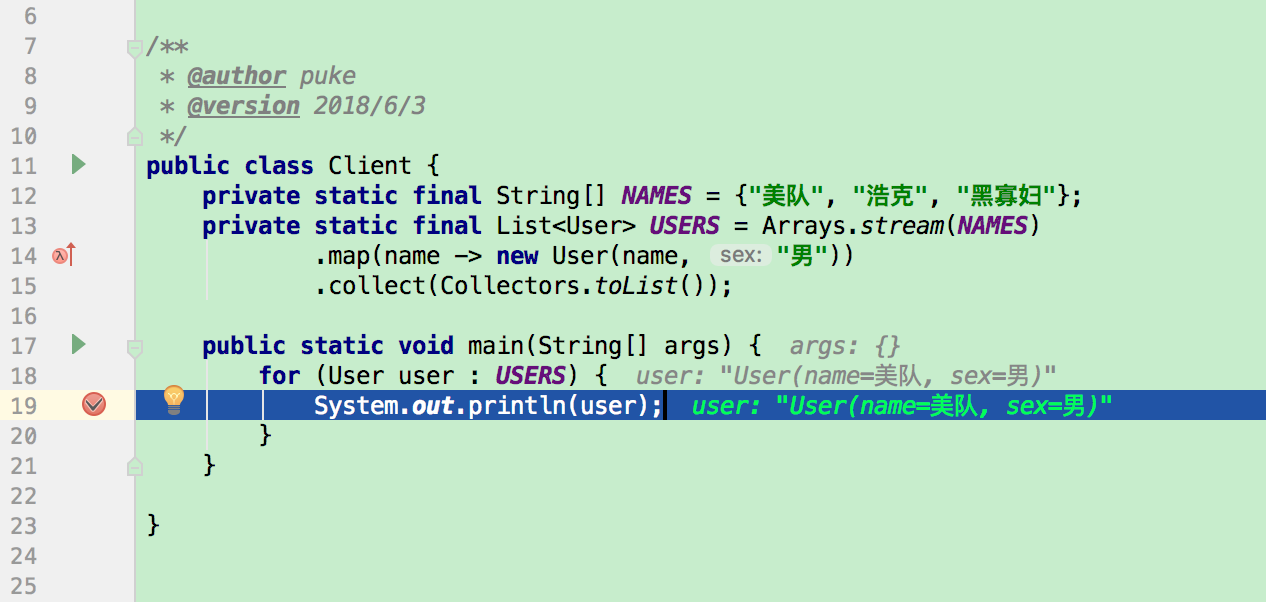 6
7 /**
8 * @author puke
9 * @version 2018/6/3
10 */
11 public class Client {
12 private static final String[] NAMES = {"美队", "浩克", "黑寡妇"};
13 private static final List<User> USERS = Arrays.stream(NAMES)
14 .map(name -> new User(name, sex: "男"))
15 .collect(Collectors.toList());
16
17 public static void main(String[] args) { args: {}
18 for (User user : USERS) { user: "User(name=美队, sex=男)"
19 System.out.println(user); user: "User(name=美队, sex=男)"
20 }
21 }
22
23 }
24
25